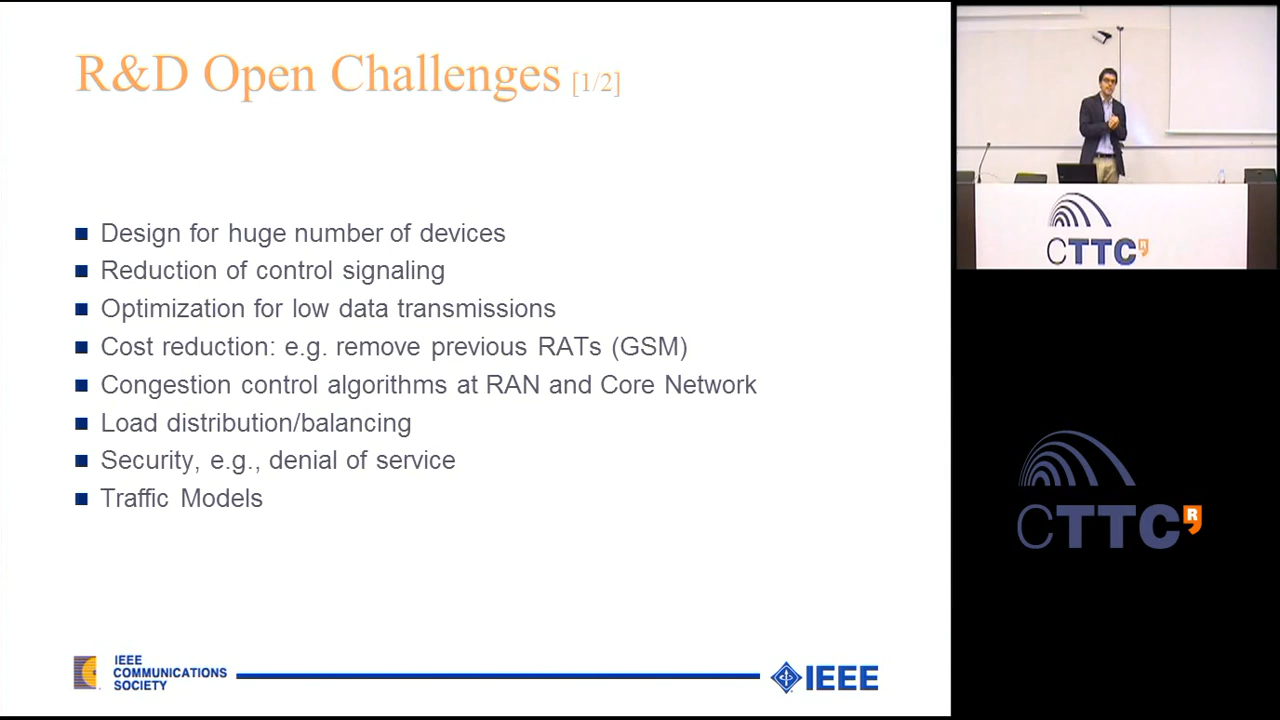 R&D Open Challenges [1/2]
Design for huge number of devices
Reduction of control signaling
Optimization for low data transmissions
Cost reduction: e.g. remove previous RATs (GSM)
Congestion control algorithms at RAN and Core Network
Load distribution/balancing
Security, e.g., denial of service
Traffic Models
IEEE
COMMUNICATIONS
SOCIETY
IEEE
CTTC R
CTTC R